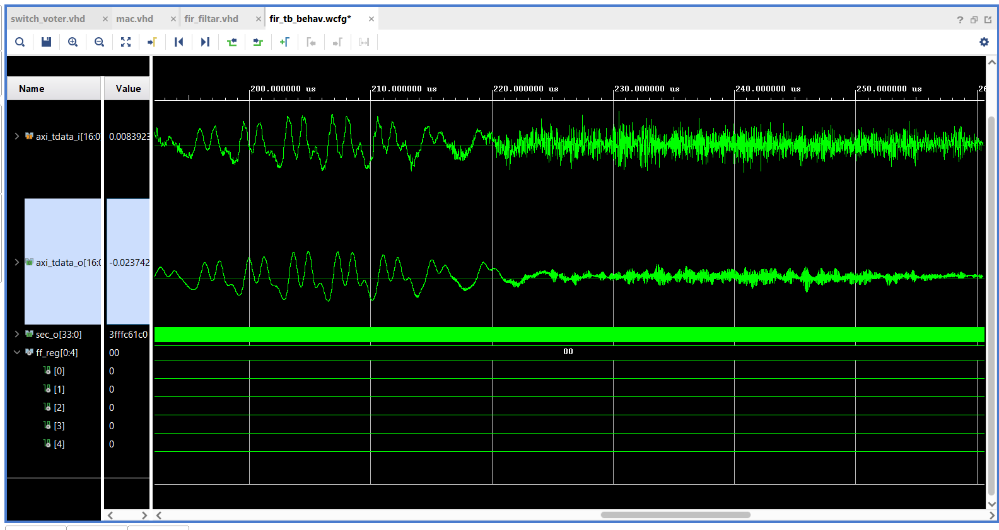 switch_voter.vhd × mac.vhd × fir_filtar.vhd × fir_tb_behav.wcfg* ×
?
Name Value
200.000000 us 210.000000 us 220.000000 us 230.000000 us 240.000000 us 250.000000 us 26
axi_tdata_i[16:0 0.0083923
axi_tdata_o[16:0 -0.023742
sec_o[33:0] 3fffc61c0
ff_reg[0:4] 00 00
[0] 0
[1] 0
[2] 0
[3] 0
[4] 0